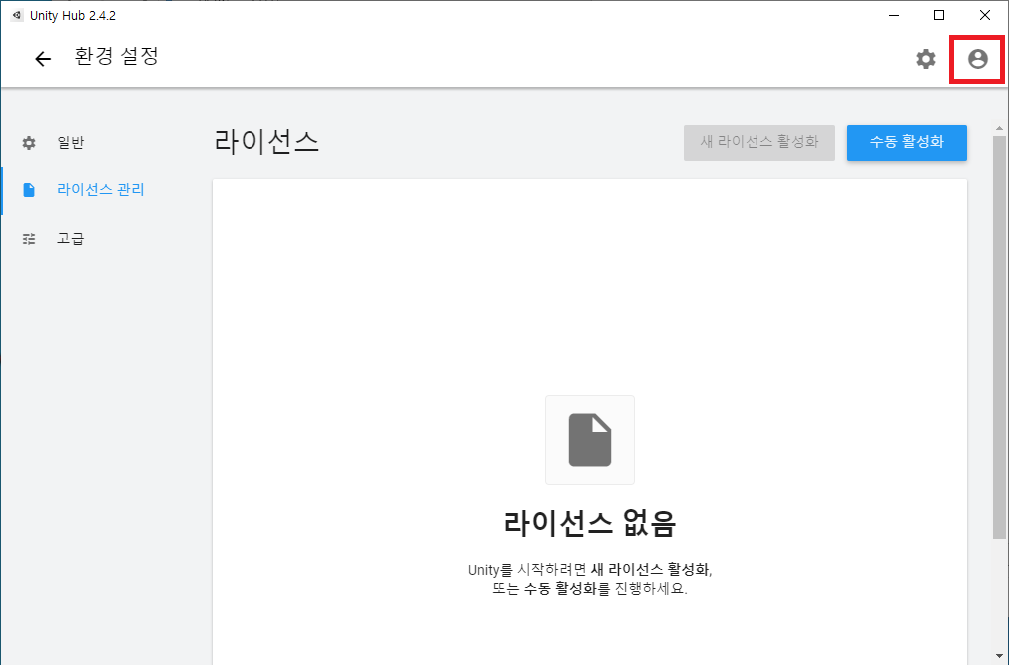 Unity Hub 2.4.2
환경 설정
일반
라이선스 관리
고급
라이선스
새 라이선스 활성화
수동 활성화
라이선스 없음
Unity를 시작하려면 새 라이선스 활성화,
또는 수동 활성화를 진행하세요.